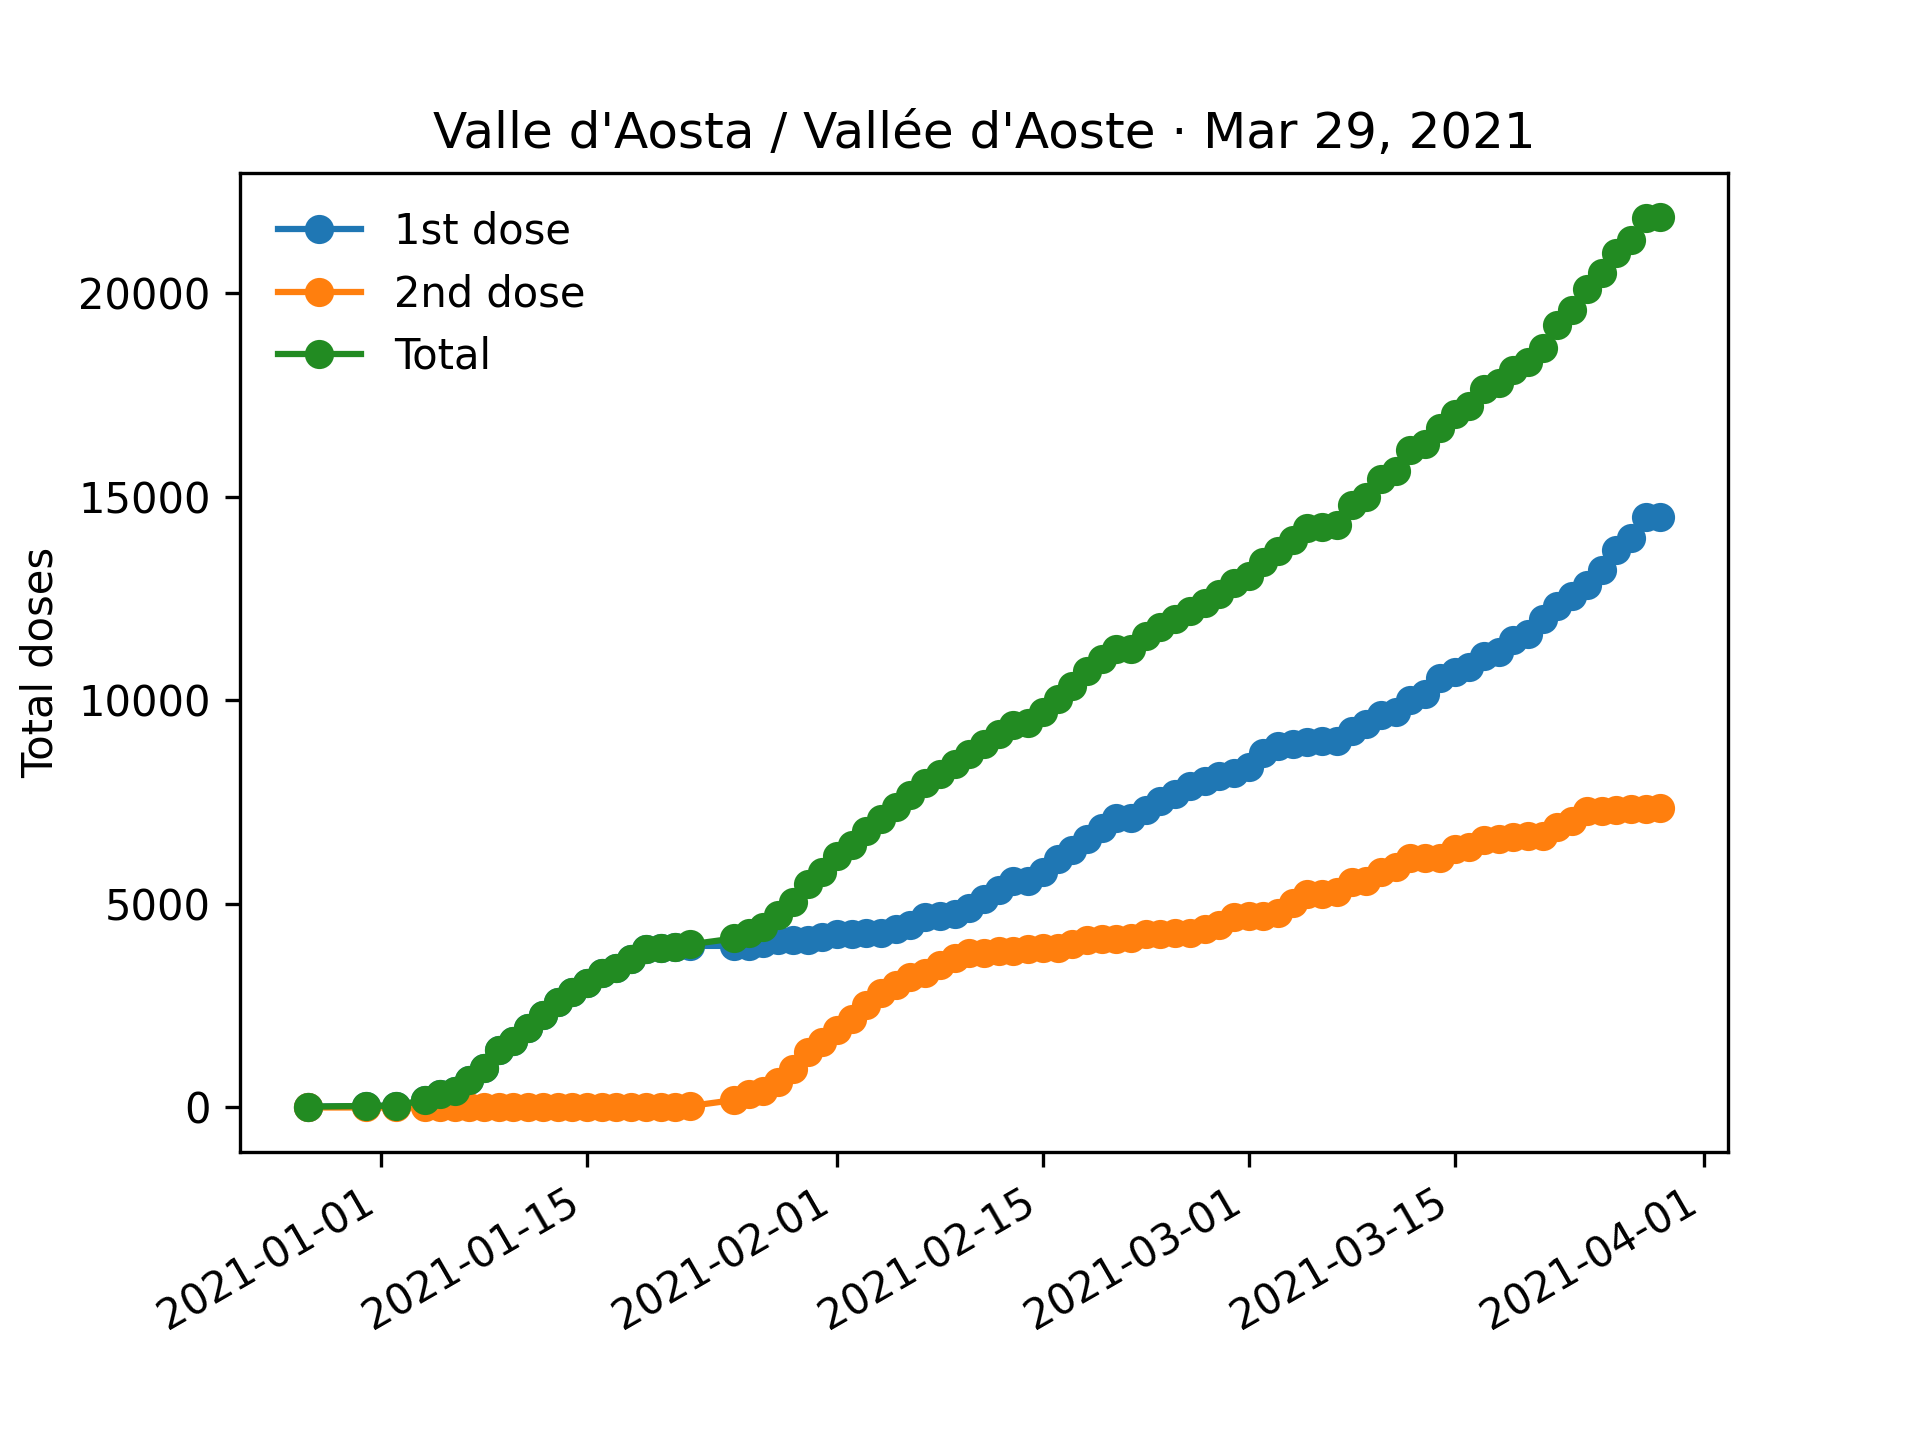 Valle d'Aosta / Vallée d'Aoste · Mar 29, 2021
1st dose
2nd dose
Total
Total doses
20000
15000
10000
5000
0
2021-01-01
2021-01-15
2021-02-01
2021-02-15
2021-03-01
2021-03-15
2021-04-01